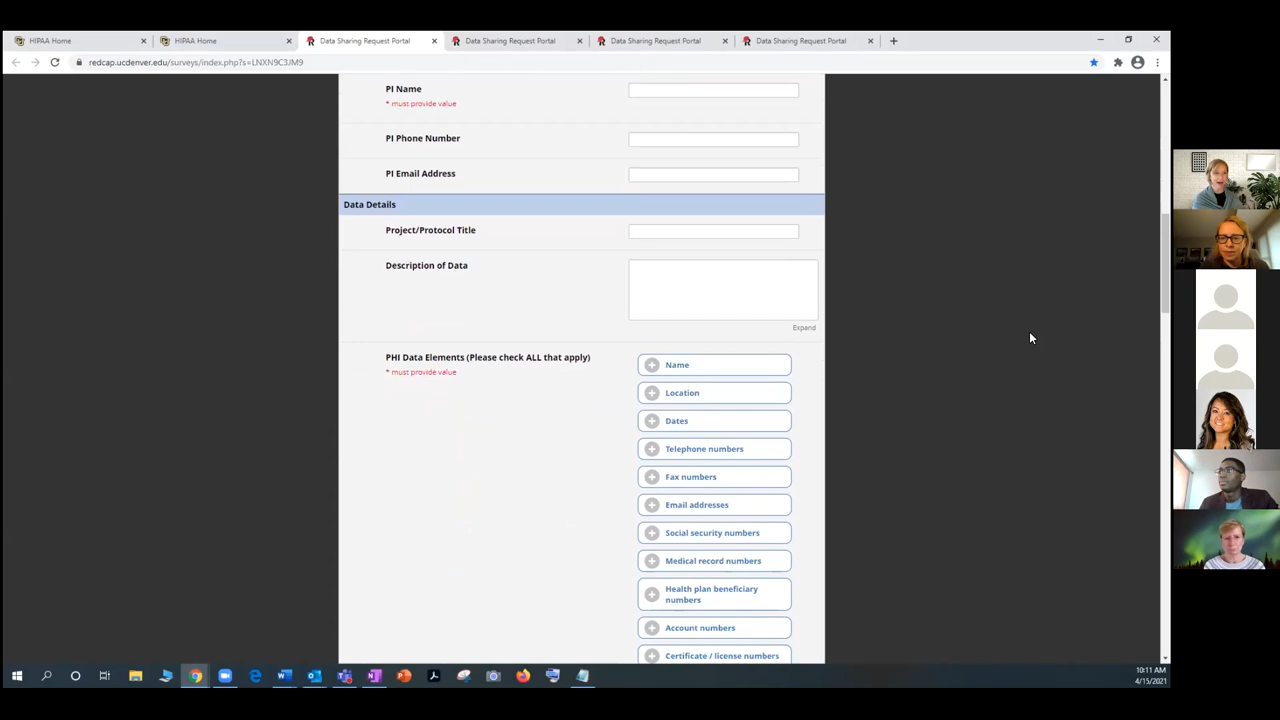 HIPAA Home
HIPAA Home
Data Sharing Request Portal
Data Sharing Request Portal
Data Sharing Request Portal
Data Sharing Request Portal
redcap.ucdenver.edu/surveys/index.php?s=LNXN9C3JM9
PI Name
* must provide value
PI Phone Number
PI Email Address
Data Details
Project/Protocol Title
Description of Data
Expand
PHI Data Elements (Please check ALL that apply)
* must provide value
Name
Location
Dates
Telephone numbers
Fax numbers
Email addresses
Social security numbers
Medical record numbers
Health plan beneficiary
numbers
Account numbers
Certificate / license numbers
10:11 AM
4/15/2021